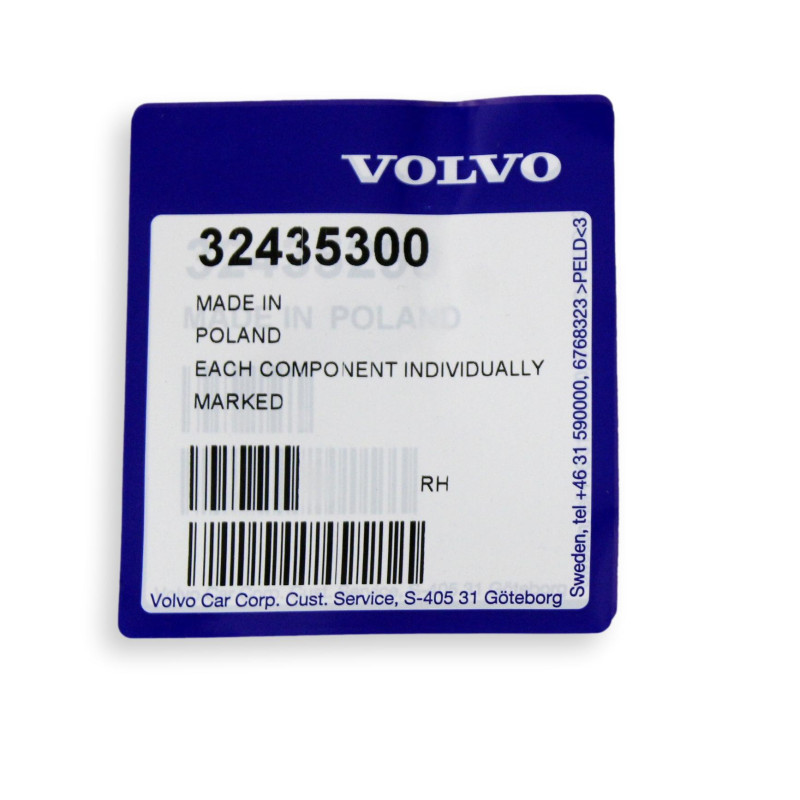 VOLVO
32435300
MADE IN
POLAND
EACH COMPONENT INDIVIDUALLY
MARKED
RH
Volvo Car Corp. Cust. Service, S-405 31 Göteborg
Sweden, tel +46 31 590000, 6768323 >PELD<3